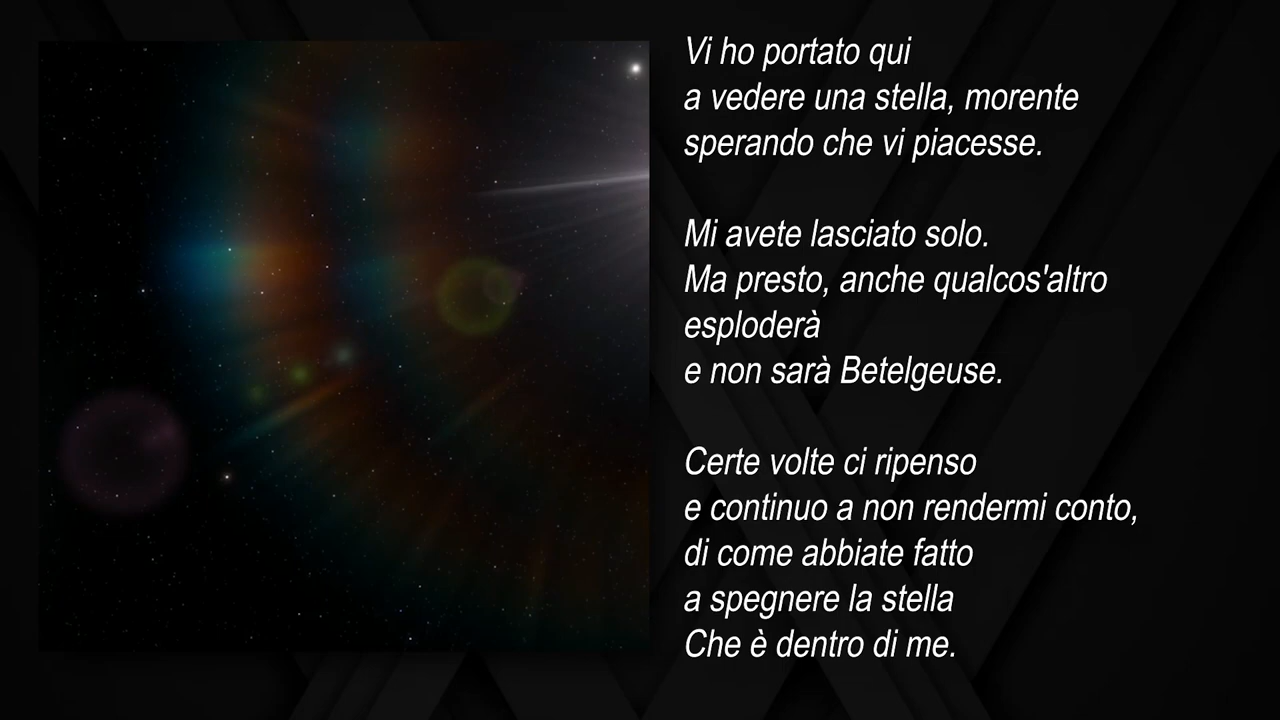 Vi ho portato qui
a vedere una stella, morente
sperando che vi piacesse.
Mi avete lasciato solo.
Ma presto, anche qualcos'altro
esploderà
e non sarà Betelgeuse.
Certe volte ci ripenso
e continuo a non rendermi conto,
di come abbiate fatto
a spegnere la stella
Che è dentro di me.